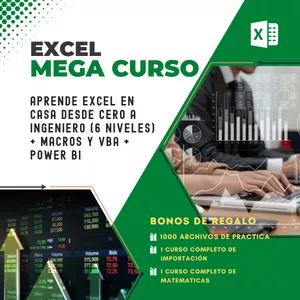 EXCEL
MEGA CURSO
APRENDE EXCEL EN
CASA DESDE CERO A
INGENIERO (6 NIVELES)
+ MACROS Y VBA +
POWER BI
BONOS DE REGALO
1000 ARCHIVOS DE PRACTICA
1 CURSO COMPLETO DE
IMPORTACIÓN
1 CURSO COMPLETO DE
MATEMATICAS